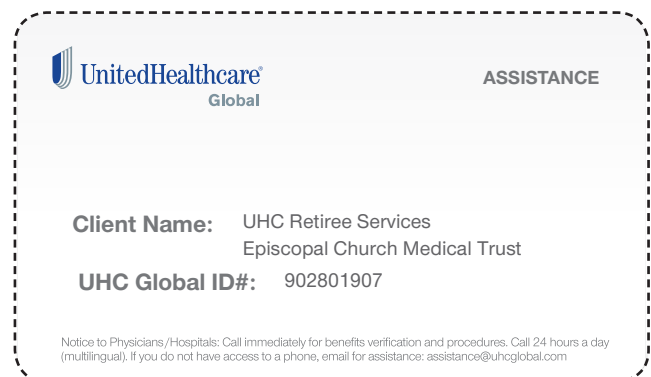 UnitedHealthcare®
Global
ASSISTANCE
Client Name: UHC Retiree Services
Episcopal Church Medical Trust
UHC Global ID#: 902801907
Notice to Physicians/Hospitals: Call immediately for benefits verification and procedures. Call 24 hours a day
(multilingual). If you do not have access to a phone, email for assistance: assistance@uhcglobal.com